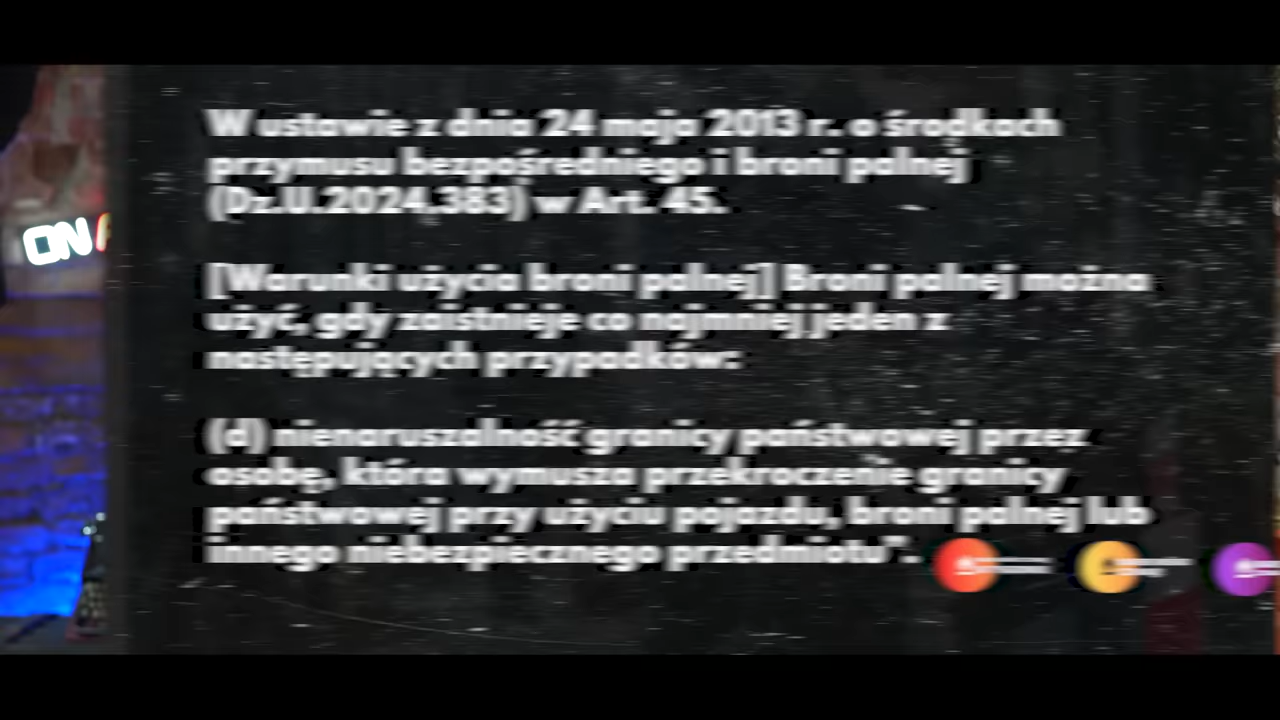 ON
W ustawie z dnia 24 maja 2013 r. o środkach
przymusu bezpośredniego i broni palnej
(Dz.U.2024.383) w Art. 45.
[Warunki użycia broni palnej] Broni palnej można
użyć, gdy zaistnieje co najmniej jeden z
następujących przypadków:
(d) nienaruszalność granicy państwowej przez
osobę, która wymusza przekroczenie granicy
państwowej przy użyciu pojazdu, broni palnej lub
innego niebezpiecznego przedmiotu".